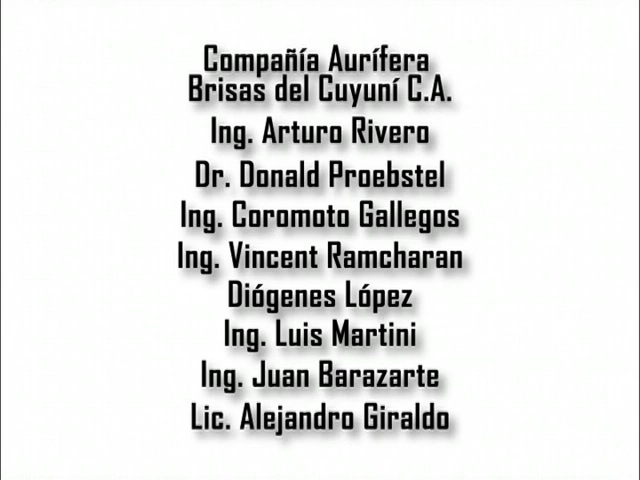 Compañía Aurífera
Brisas del Cuyuní C.A.
Ing. Arturo Rivero
Dr. Donald Proebstel
Ing. Coromoto Gallegos
Ing. Vincent Ramcharan
Diógenes López
Ing. Luis Martini
Ing. Juan Barazarte
Lic. Alejandro Giraldo